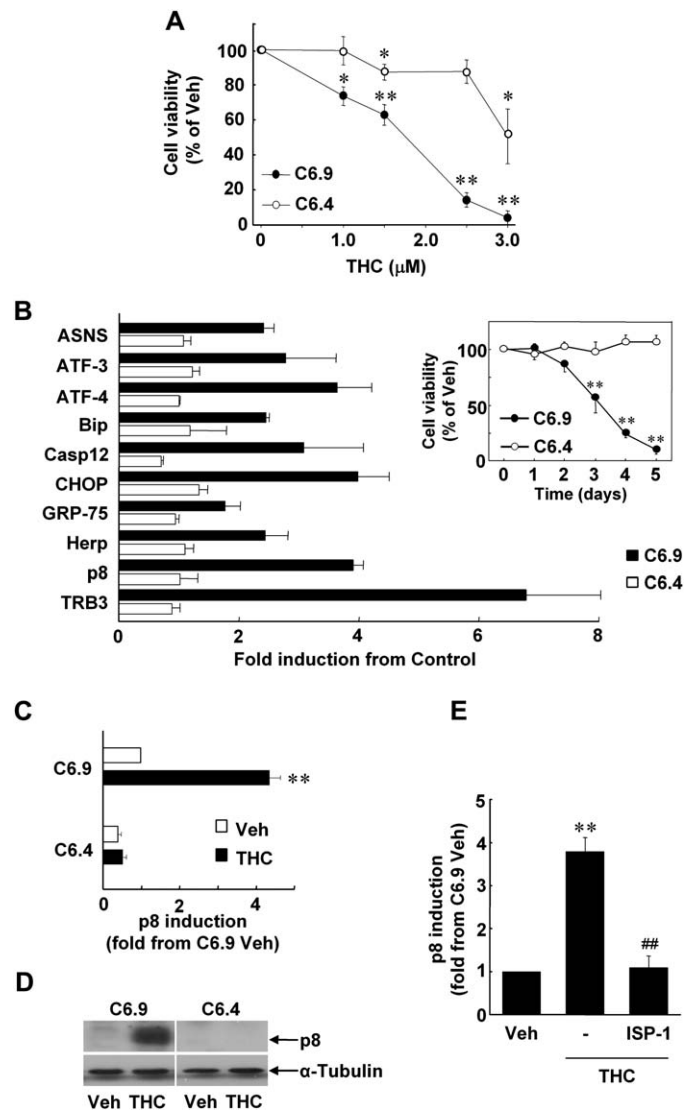 A
Cell viability
(% of Veh)
100
80
60
40
20
0
*
*
**
**
*
**
C6.9
C6.4
0
1.0
2.0
3.0
THC (μM)
B
ASNS
ATF-3
ATF-4
Bip
Casp12
CHOP
GRP-75
Herp
p8
TRB3
0
2
4
6
8
Fold induction from Control
Cell viability
(% of Veh)
100
50
25
0
**
**
**
C6.9
C6.4
0 1 2 3 4 5
Time (days)
C6.9
C6.4
C
C6.9
C6.4
**
Veh
THC
0
2
4
p8 induction
(fold from C6.9 Veh)
D
C6.9
C6.4
p8
α-Tubulin
Veh THC
Veh THC
E
p8 induction
(fold from C6.9 Veh)
5
4
2
1
0
**
##
Veh
-
ISP-1
THC